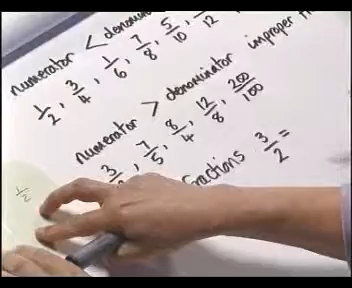 numerator <
1/2, 3/4, 1/6, 7/8, 5/10, /12
numerator > denominator improper
3/, 7/5, 8/4, 12/8, 200/100
fractions 3/2 =
1/2